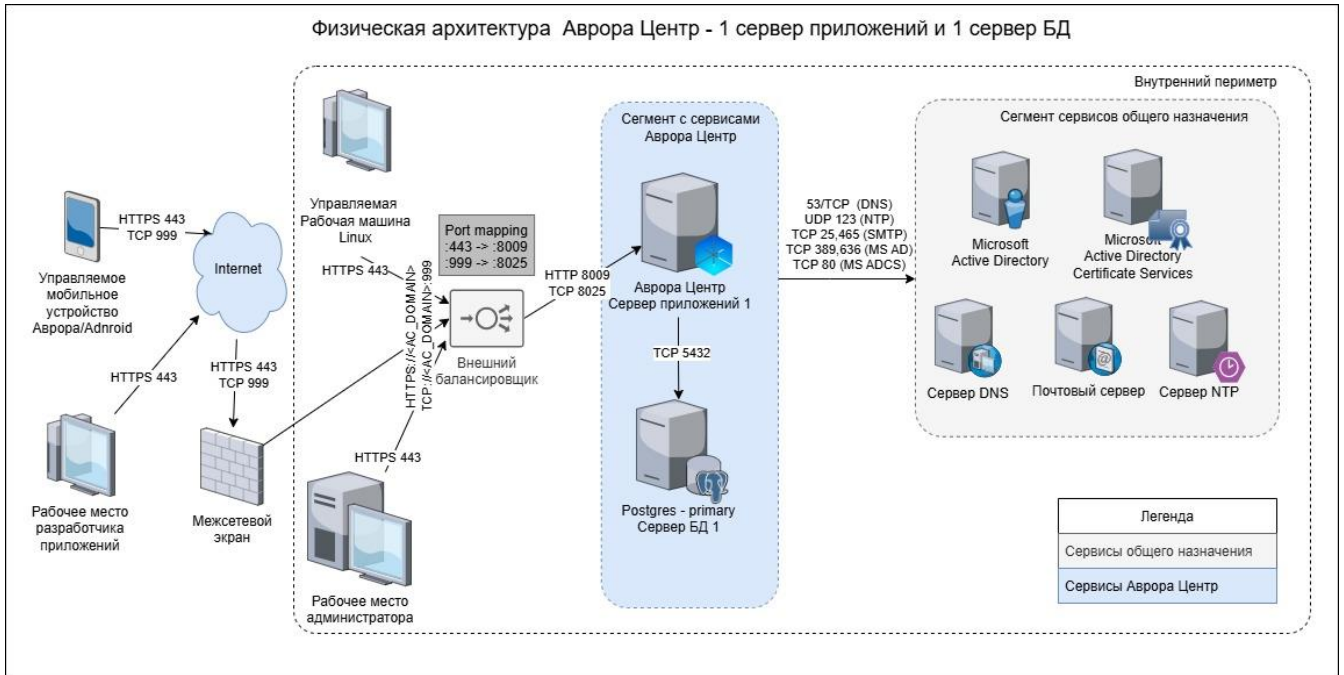 Физическая архитектура Аврора Центр - 1 сервер приложений и 1 сервер БД
Внутренний периметр
Управляемое
мобильное
устройство
Аврора/Adnroid
HTTPS 443
TCP 999
Internet
HTTPS 443
Рабочее место
разработчика
приложений
HTTPS 443
TCP 999
Межсетевой
экран
Управляемая
Рабочая машина
Linux
HTTPS 443
Port mapping
:443 -> :8009
:999 -> :8025
HTTPS://<AC_DOMAIN>
TCP://<AC_DOMAIN>:999
Внешний
балансировщик
HTTPS 443
Рабочее место
администратора
HTTP 8009
TCP 8025
Сегмент с сервисами
Аврора Центр
Аврора Центр
Сервер приложений 1
TCP 5432
Postgres - primary
Сервер БД 1
53/TCP (DNS)
UDP 123 (NTP)
TCP 25,465 (SMTP)
TCP 389,636 (MS AD)
TCP 80 (MS ADCS)
Сегмент сервисов общего назначения
Microsoft
Active Directory
Microsoft
Active Directory
Certificate Services
Сервер DNS
Почтовый сервер
Сервер NTP
Легенда
Сервисы общего назначения
Сервисы Аврора Центр